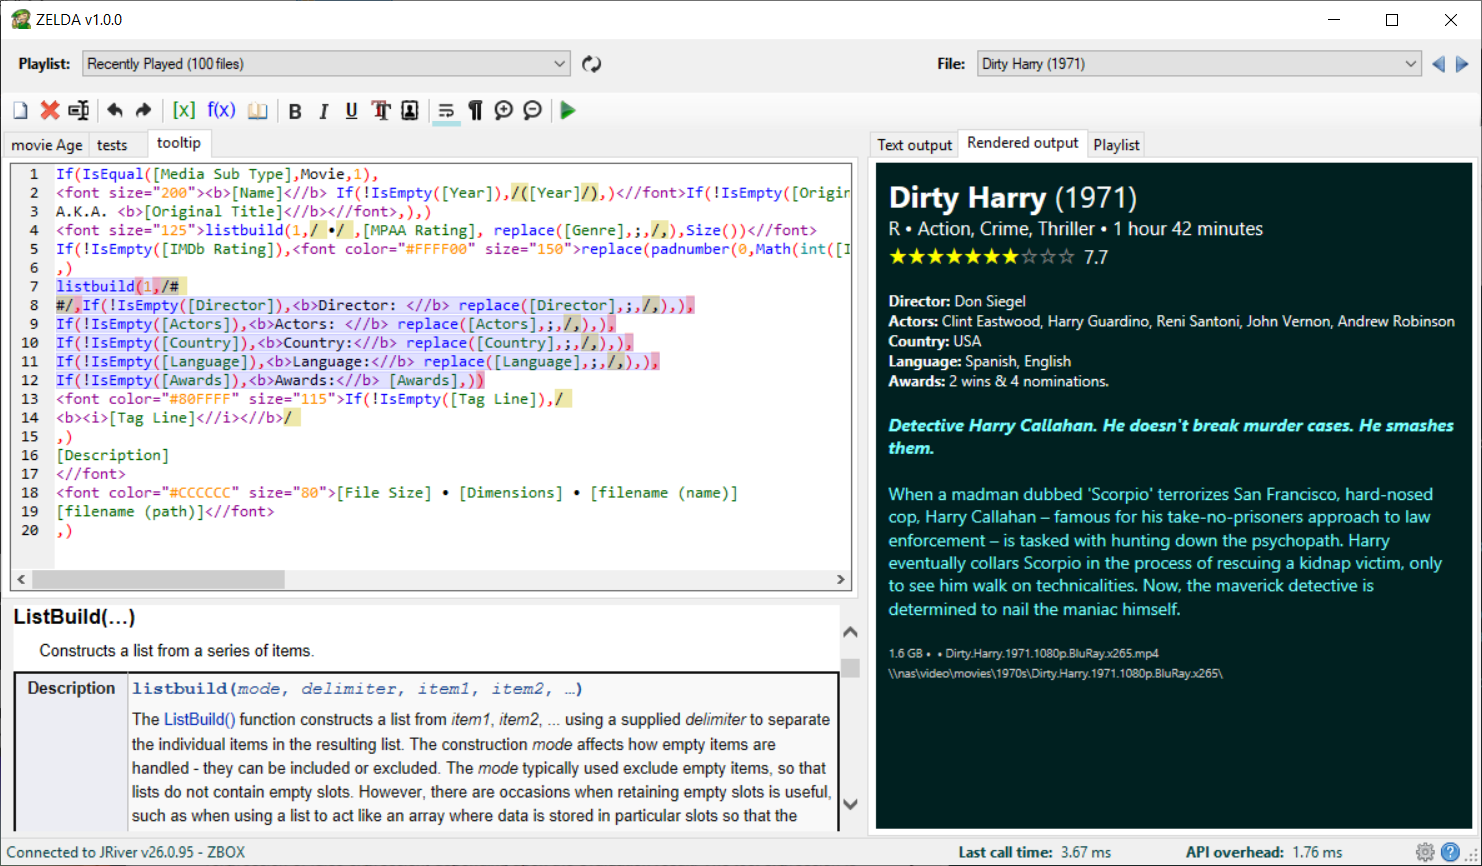 ZELDA v1.0.0
Playlist: Recently Played (100 files) File: Dirty Harry (1971)
[x] f(x) B I U
movie Age tests tooltip
1 If(IsEqual([Media Sub Type],Movie,1),
2 <font size="200"><b>[Name]<//b> If(!IsEmpty([Year]),/([Year]/),)<//font>If(!IsEmpty([Origin
3 A.K.A. <b>[Original Title]<//b><//font>,),)
4 <font size="125">listbuild(1,/ •/ ,[MPAA Rating], replace([Genre],;,/,),Size())<//font>
5 If(!IsEmpty([IMDb Rating]),<font color="#FFFF00" size="150">replace(padnumber(0,Math(int([I
6 ,)
7 listbuild(1,/#
8 #/,If(!IsEmpty([Director]),<b>Director: <//b> replace([Director],;,/,),),
9 If(!IsEmpty([Actors]),<b>Actors: <//b> replace([Actors],;,/,),),
10 If(!IsEmpty([Country]),<b>Country:<//b> replace([Country],;,/,),),
11 If(!IsEmpty([Language]),<b>Language:<//b> replace([Language],;,/,),),
12 If(!IsEmpty([Awards]),<b>Awards:<//b> [Awards],))
13 <font color="#80FFFF" size="115">If(!IsEmpty([Tag Line]),/
14 <b><i>[Tag Line]<//i><//b>/
15 ,)
16 [Description]
17 <//font>
18 <font color="#CCCCCC" size="80">[File Size] • [Dimensions] • [filename (name)]
19 [filename (path)]<//font>
20 ,)
ListBuild(…)
Constructs a list from a series of items.
Description listbuild(mode, delimiter, item1, item2, …)
The ListBuild() function constructs a list from item1, item2, ... using a supplied delimiter to separate
the individual items in the resulting list. The construction mode affects how empty items are
handled - they can be included or excluded. The mode typically used exclude empty items, so that
lists do not contain empty slots. However, there are occasions when retaining empty slots is useful,
such as when using a list to act like an array where data is stored in particular slots so that the
Text output Rendered output Playlist
Dirty Harry (1971)
R • Action, Crime, Thriller • 1 hour 42 minutes
★★★★★★★☆☆☆ 7.7
Director: Don Siegel
Actors: Clint Eastwood, Harry Guardino, Reni Santoni, John Vernon, Andrew Robinson
Country: USA
Language: Spanish, English
Awards: 2 wins & 4 nominations.
Detective Harry Callahan. He doesn't break murder cases. He smashes
them.
When a madman dubbed 'Scorpio' terrorizes San Francisco, hard-nosed
cop, Harry Callahan – famous for his take-no-prisoners approach to law
enforcement – is tasked with hunting down the psychopath. Harry
eventually collars Scorpio in the process of rescuing a kidnap victim, only
to see him walk on technicalities. Now, the maverick detective is
determined to nail the maniac himself.
1.6 GB • • Dirty.Harry.1971.1080p.BluRay.x265.mp4
\\nas\video\movies\1970s\Dirty.Harry.1971.1080p.BluRay.x265\
Connected to JRiver v26.0.95 - ZBOX Last call time: 3.67 ms API overhead: 1.76 ms